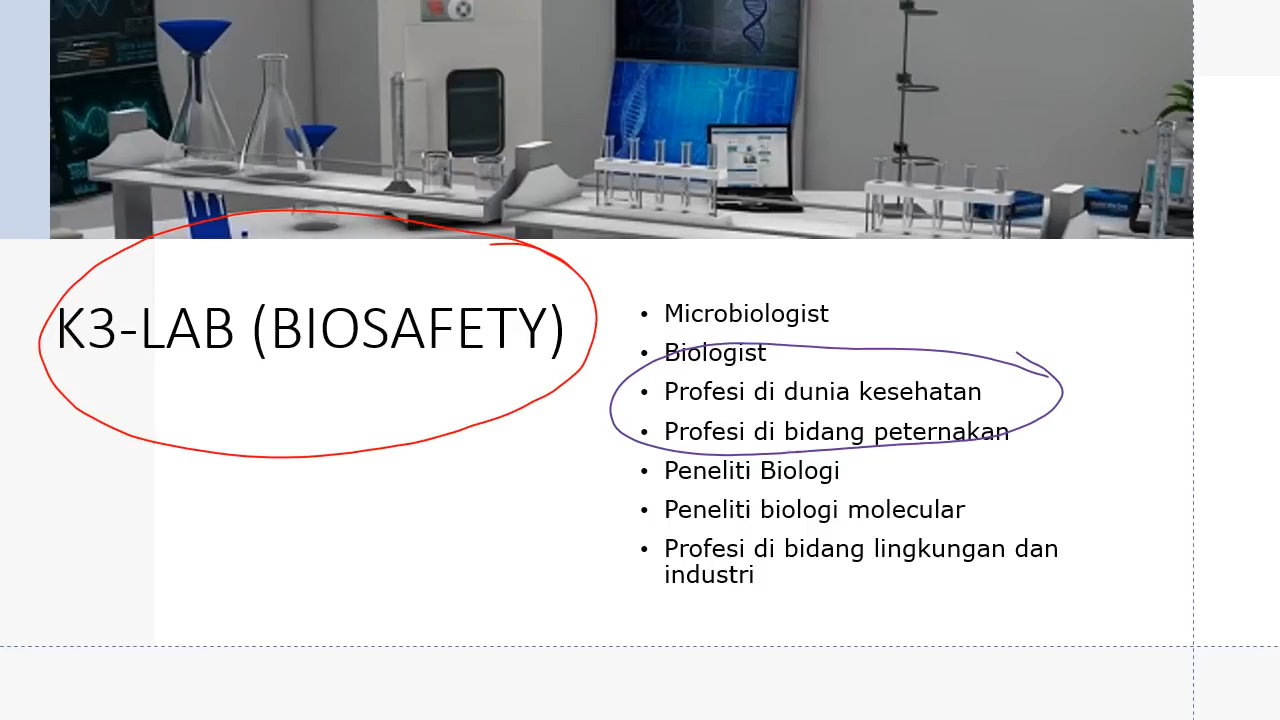 K3-LAB (BIOSAFETY)
• Microbiologist
• Biologist
• Profesi di dunia kesehatan
• Profesi di bidang peternakan
• Peneliti Biologi
• Peneliti biologi molecular
• Profesi di bidang lingkungan dan
industri